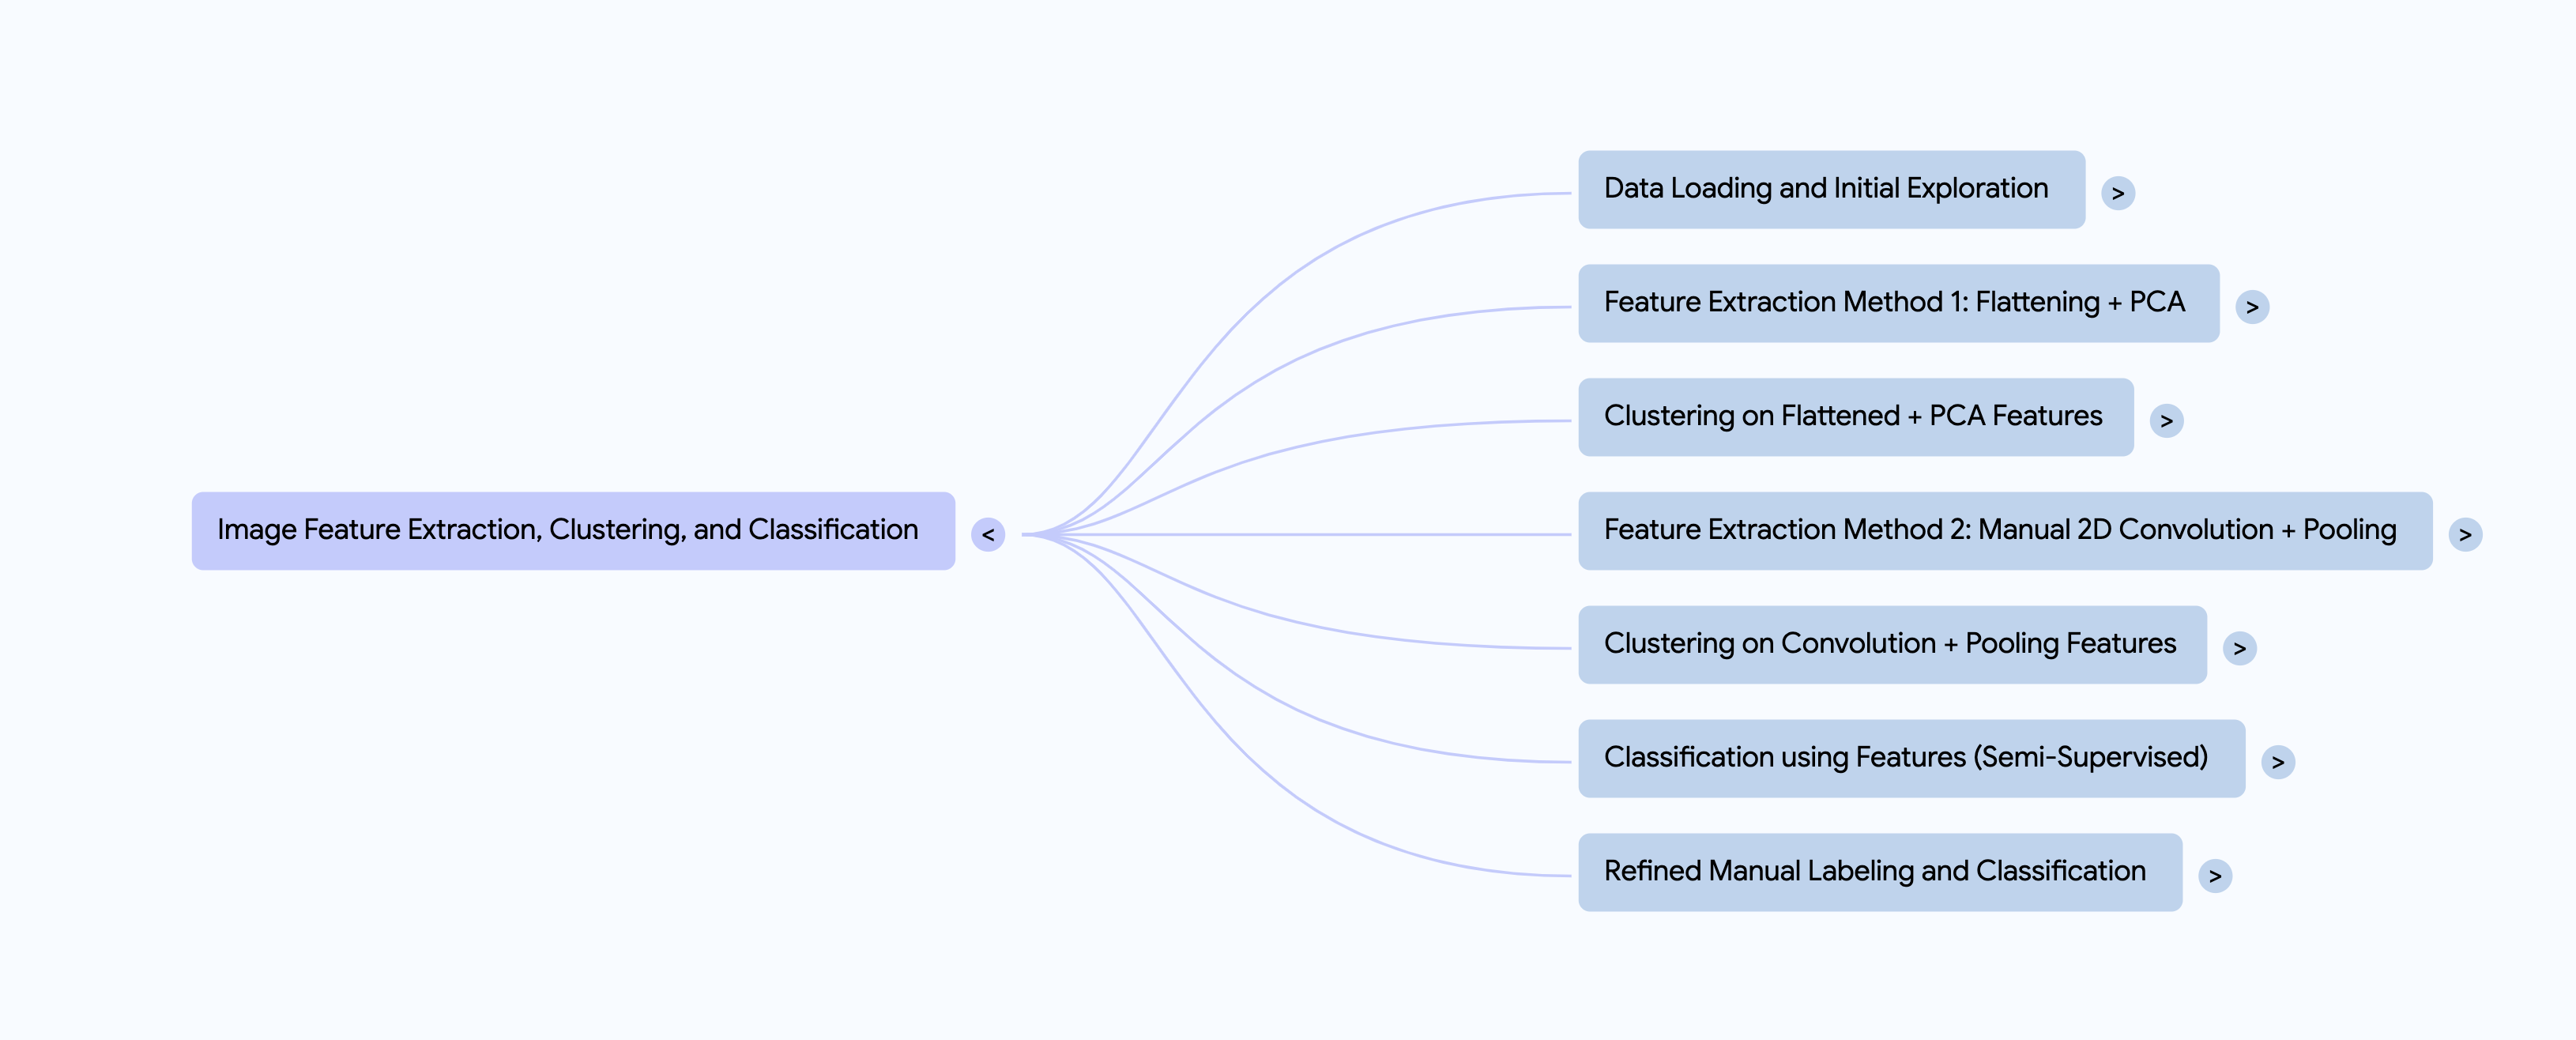 Image Feature Extraction, Clustering, and Classification
<
Data Loading and Initial Exploration
>
Feature Extraction Method 1: Flattening + PCA
>
Clustering on Flattened + PCA Features
>
Feature Extraction Method 2: Manual 2D Convolution + Pooling
>
Clustering on Convolution + Pooling Features
>
Classification using Features (Semi-Supervised)
>
Refined Manual Labeling and Classification
>